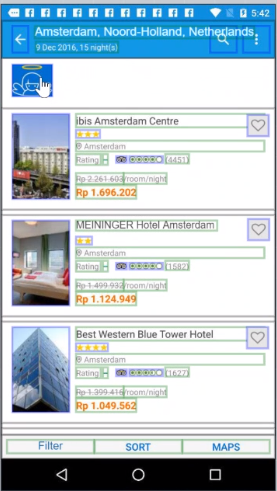 5:42
Amsterdam, Noord-Holland, Netherlands
9 Dec 2016, 15 night(s)
ibis Amsterdam Centre
Amsterdam
Rating - (4451)
Rp 2.261.603/room/night
Rp 1.696.202
MEININGER Hotel Amsterdam
Amsterdam
Rating - (1582)
Rp 1.499.932/room/night
Rp 1.124.949
Best Western Blue Tower Hotel
Amsterdam
Rating - (1627)
Rp 1.399.416/room/night
Rp 1.049.562
Filter SORT MAPS